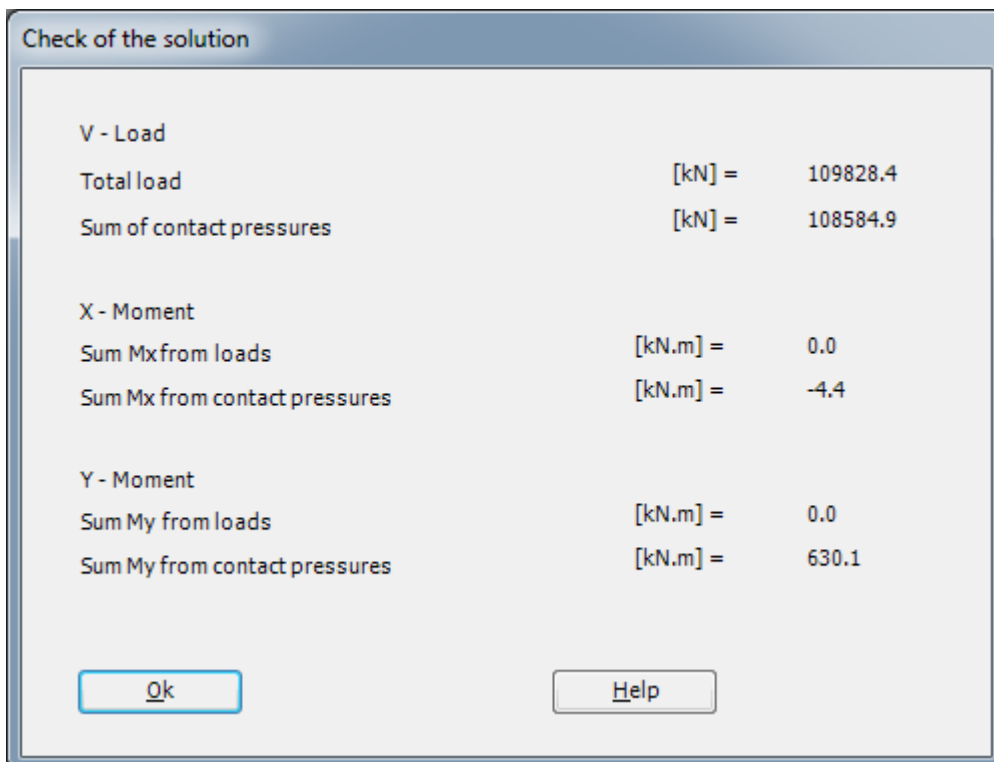 Check of the solution
V - Load
Total load [kN] = 109828.4
Sum of contact pressures [kN] = 108584.9
X - Moment
Sum Mx from loads [kN.m] = 0.0
Sum Mx from contact pressures [kN.m] = -4.4
Y - Moment
Sum My from loads [kN.m] = 0.0
Sum My from contact pressures [kN.m] = 630.1
Ok Help